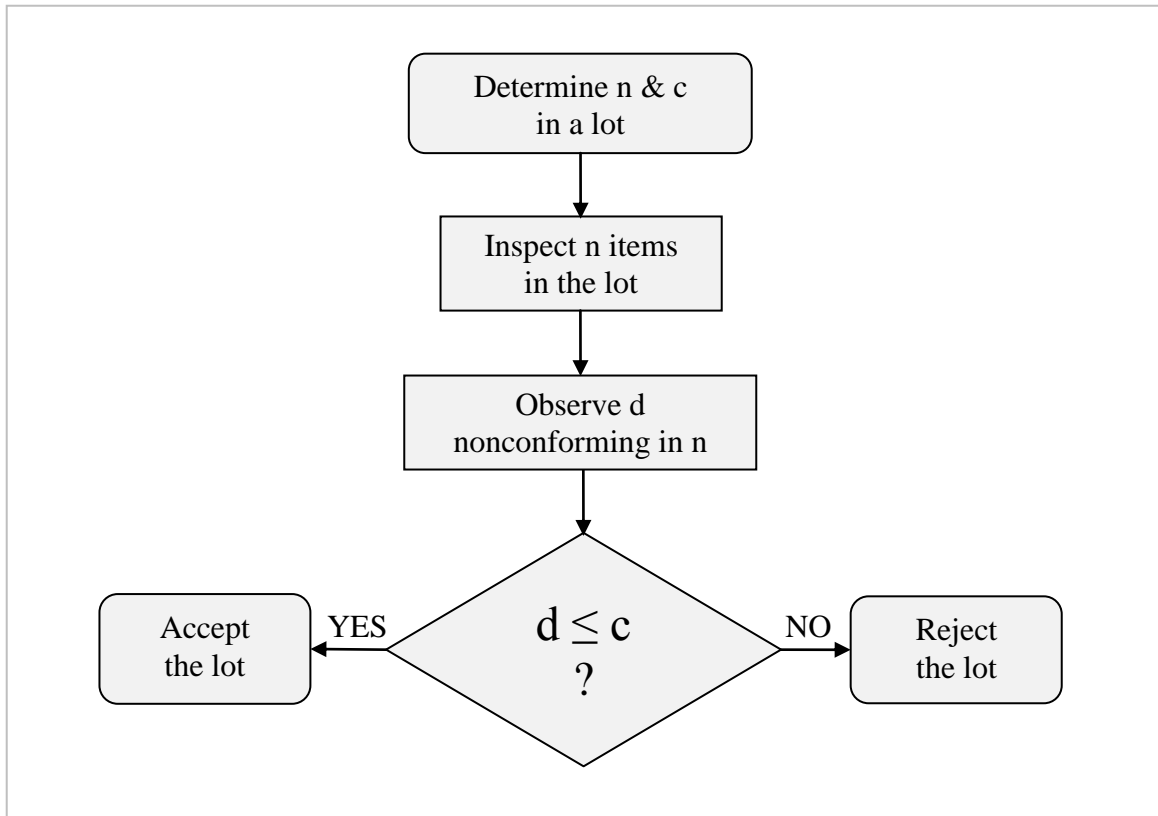 Determine n & c
in a lot
Inspect n items
in the lot
Observe d
nonconforming in n
d ≤ c
?
YES
NO
Accept
the lot
Reject
the lot